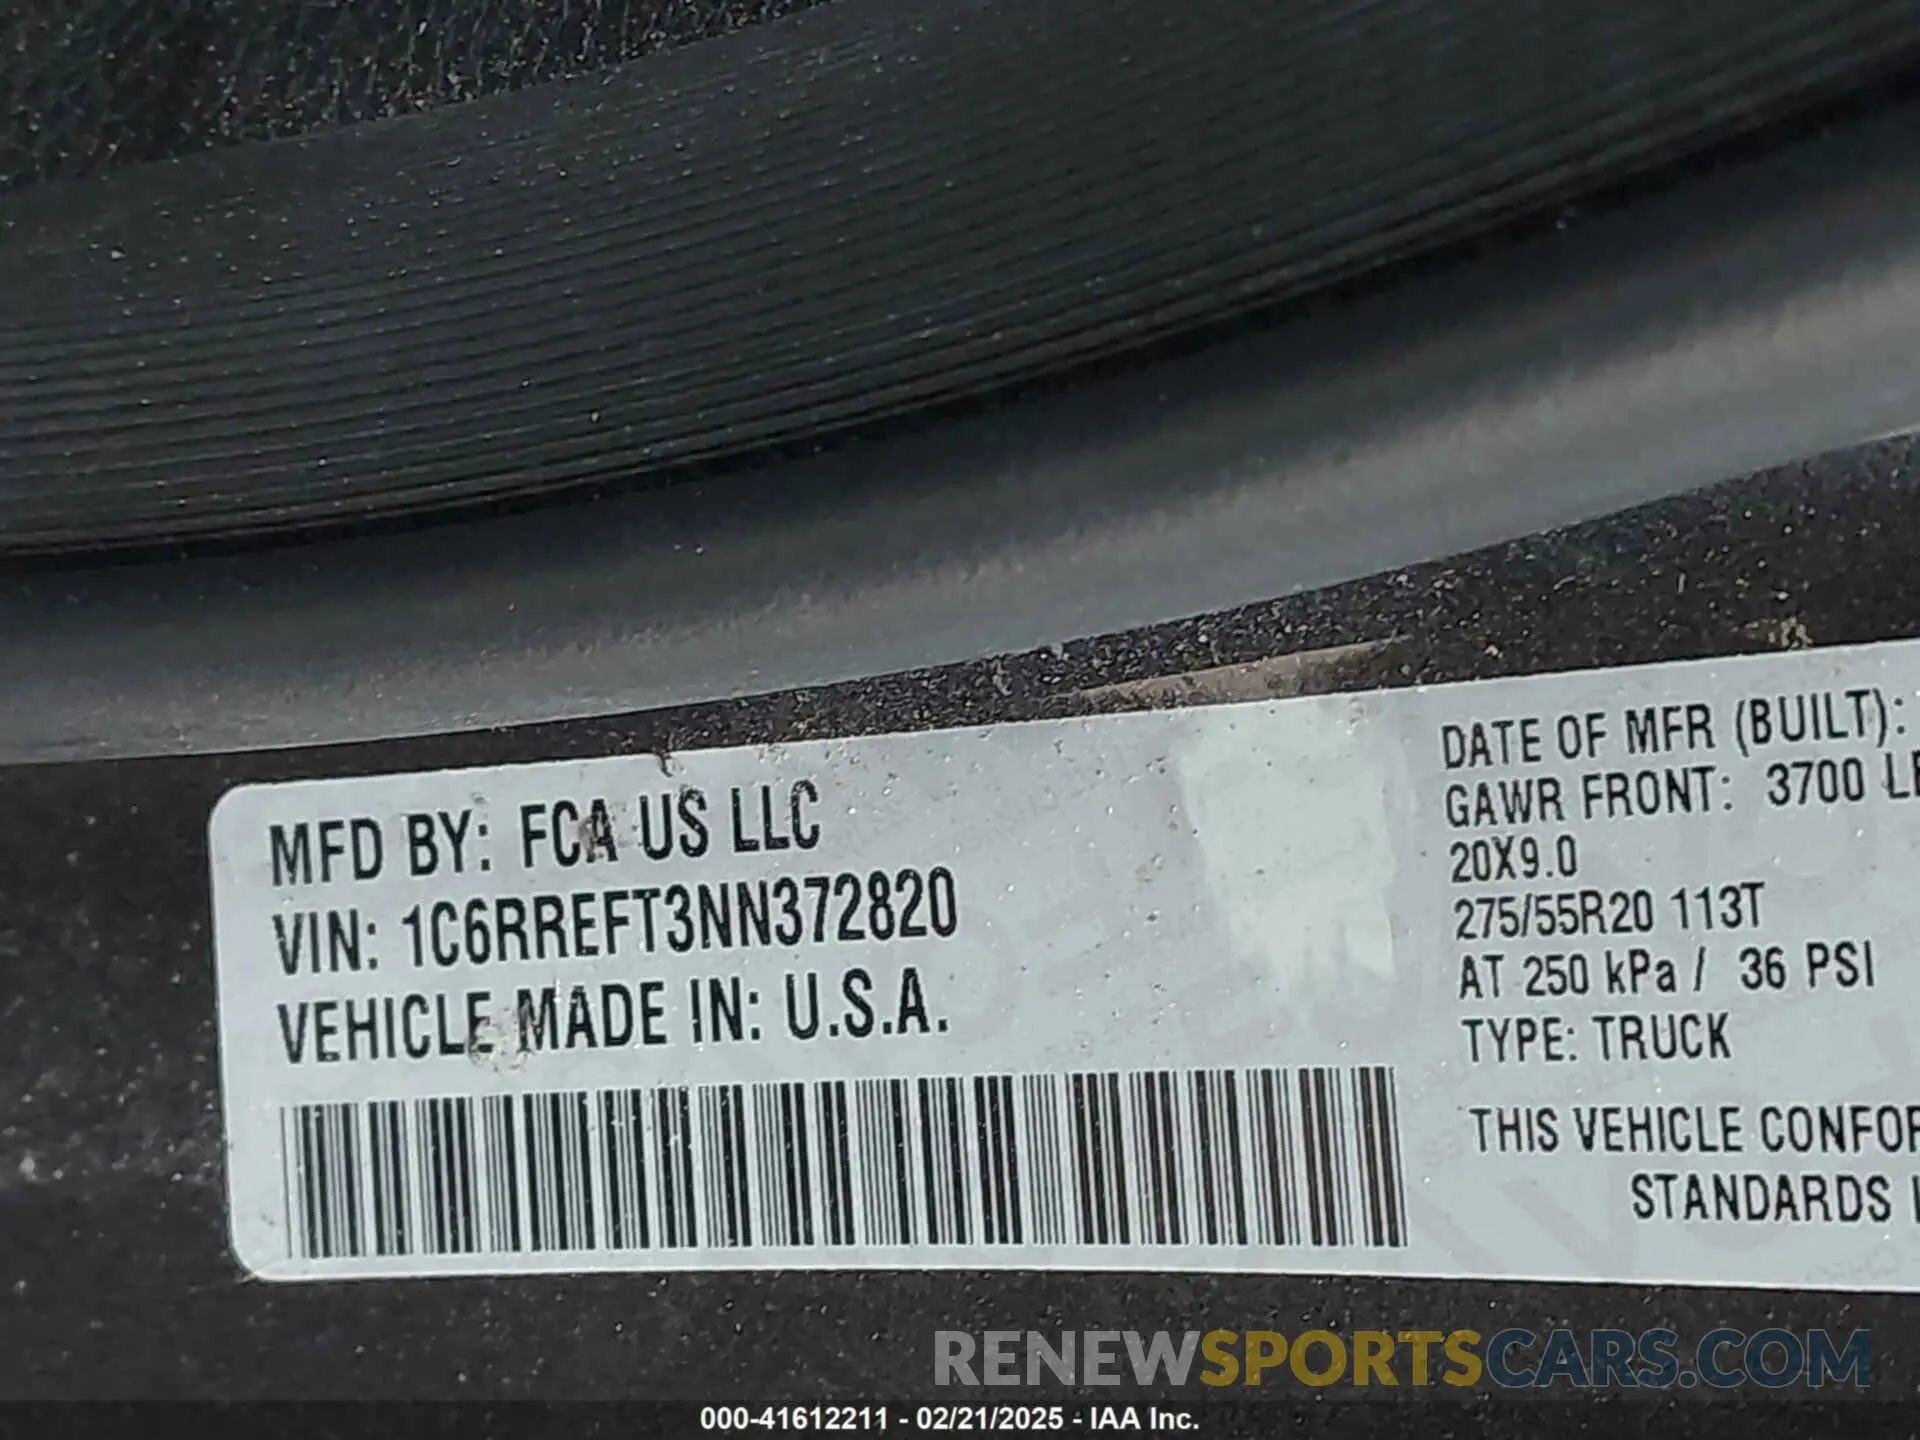 MFD BY: FCA US LLC
VIN: 1C6RREFT3NN372820
VEHICLE MADE IN: U.S.A.
DATE OF MFR (BUILT):
GAWR FRONT: 3700
20X9.0
275/55R20 113T
AT 250 kPa / 36 PSI
TYPE: TRUCK
THIS VEHICLE
STANDARDS
RENEWSPORTSCARS.COM
000-41612211 - 02/21/2025 - IAA Inc.